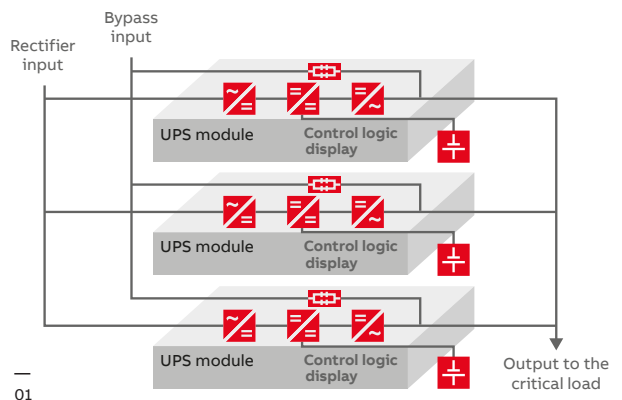 Bypass
input
Rectifier
input
UPS module
Control logic
display
UPS module
Control logic
display
UPS module
Control logic
display
Output to the
critical load
—
01